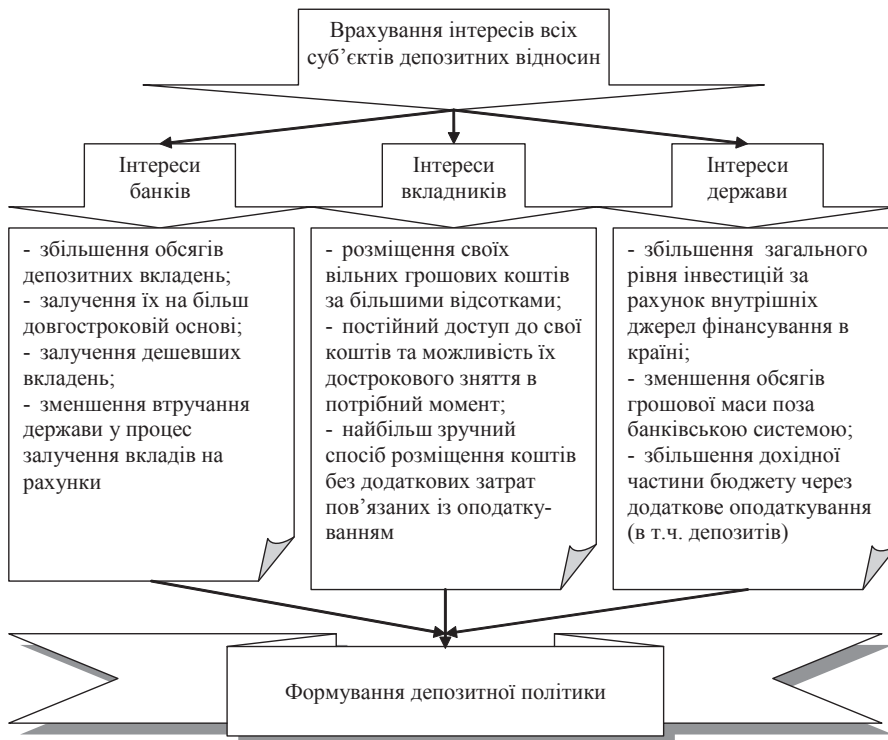 Врахування інтересів всіх
суб’єктів депозитних відносин
Інтереси
банків
Інтереси
вкладників
Інтереси
держави
- збільшення обсягів
депозитних вкладень;
- залучення їх на більш
довгостроковій основі;
- залучення дешевших
вкладень;
- зменшення втручання
держави у процес
залучення вкладів на
рахунки
- розміщення своїх
вільних грошових коштів
за більшими відсотками;
- постійний доступ до свої
коштів та можливість їх
дострокового зняття в
потрібний момент;
- найбільш зручний
спосіб розміщення коштів
без додаткових затрат
пов’язаних із оподатку-
ванням
- збільшення загального
рівня інвестицій за
рахунок внутрішніх
джерел фінансування в
країні;
- зменшення обсягів
грошової маси поза
банківською системою;
- збільшення дохідної
частини бюджету через
додаткове оподаткування
(в т.ч. депозитів)
Формування депозитної політики